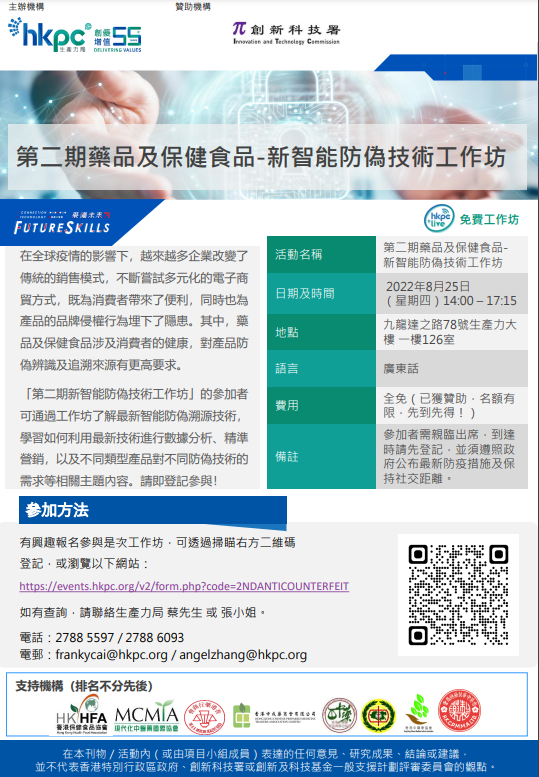 主辦機構
贊助機構
hkpc
生產力局
創優
增值55
DELIVERING VALUES
創新科技署
Innovation and Technology Commission
第二期藥品及保健食品-新智能防偽技術工作坊
CONNECTION
TECHNOLOGY
築邁未來
FUTURESKILLS
hkpc
live
免費工作坊
在全球疫情的影響下，越來越多企業改變了
傳統的銷售模式，不斷嘗試多元化的電子商
貿方式，既為消費者帶來了便利，同時也為
產品的品牌侵權行為埋下了隱患。其中，藥
品及保健食品涉及消費者的健康，對產品防
偽辨識及追溯來源有更高要求。
「第二期新智能防偽技術工作坊」的參加者
可通過工作坊了解最新智能防偽溯源技術，
學習如何利用最新技術進行數據分析、精準
營銷，以及不同類型產品對不同防偽技術的
需求等相關主題內容。請即登記參與!
活動名稱
第二期藥品及保健食品-
新智能防偽技術工作坊
日期及時間
2022年8月25日
（星期四）14:00 – 17:15
地點
九龍達之路78號生產力大
樓 一樓126室
語言
廣東話
費用
全免（已獲贊助，名額有
限，先到先得！）
備註
參加者需親臨出席，到達
時請先登記，並須遵照政
府公布最新防疫措施及保
持社交距離。
參加方法
有興趣報名參與是次工作坊，可透過掃瞄右方二維碼
登記，或瀏覽以下網站：
https://events.hkpc.org/v2/form.php?code=2NDANTICOUNTERFEIT
如有查詢，請聯絡生產力局 蔡先生 或 張小姐。
電話：2788 5597 / 2788 6093
電郵：frankycai@hkpc.org / angelzhang@hkpc.org
支持機構（排名不分先後）
HKHFA
香港保健食品協會
MCMIA
現代化中醫藥國際協會
在本刊物 / 活動內（或由項目小組成員）表達的任何意見、研究成果、結論或建議，
並不代表香港特別行政區政府、創新科技署或創新及科技基金一般支援計劃評審委員會的觀點。